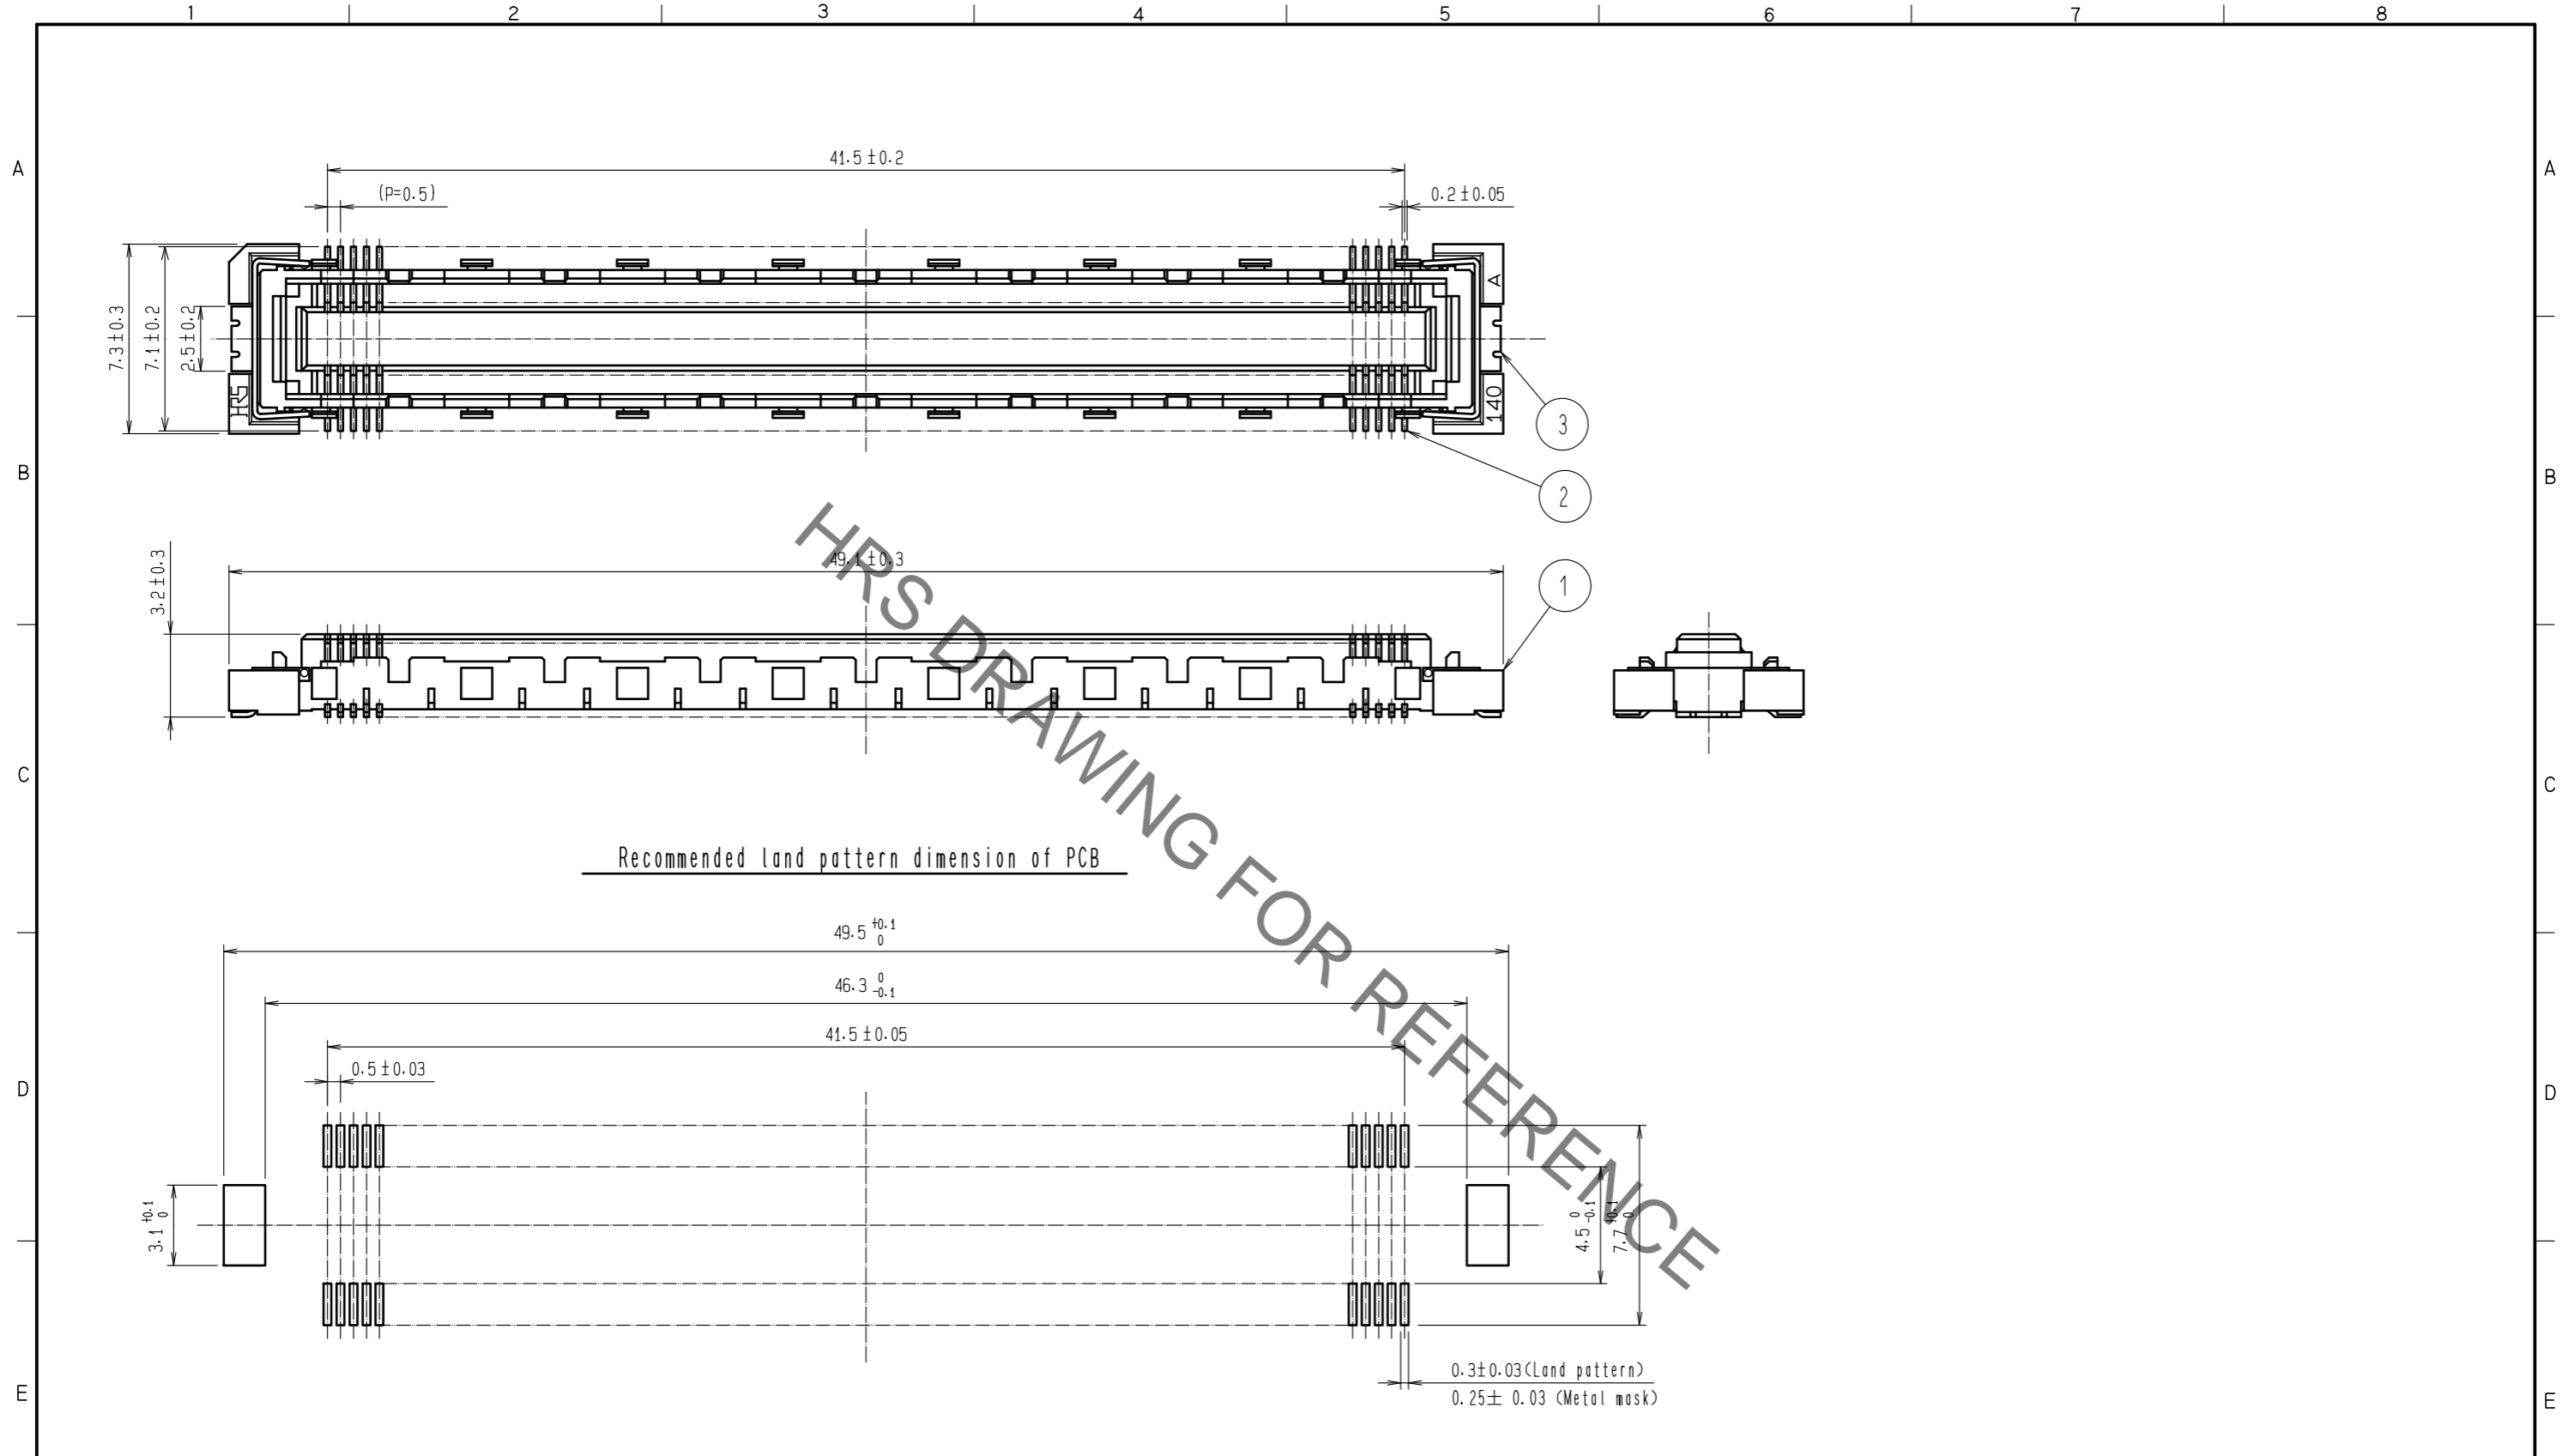 1 2 3 4 5 6 7 8
A A
41.5±0.2
(P=0.5) 0.2±0.05
7.3±0.3
7.1±0.2
2.5±0.2
HRS
A
140
3
B B
2
49.1±0.3
3.2±0.3
1
HRS DRAWING FOR REFERENCE
C C
Recommended land pattern dimension of PCB
49.5 +0.1 0
46.3 0 -0.1
41.5±0.05
0.5±0.03
D D
3.1 +0.1 0
4.5 0 -0.1
7.7 +0.1 0
0.3±0.03(Land pattern)
0.25± 0.03 (Metal mask)
E E